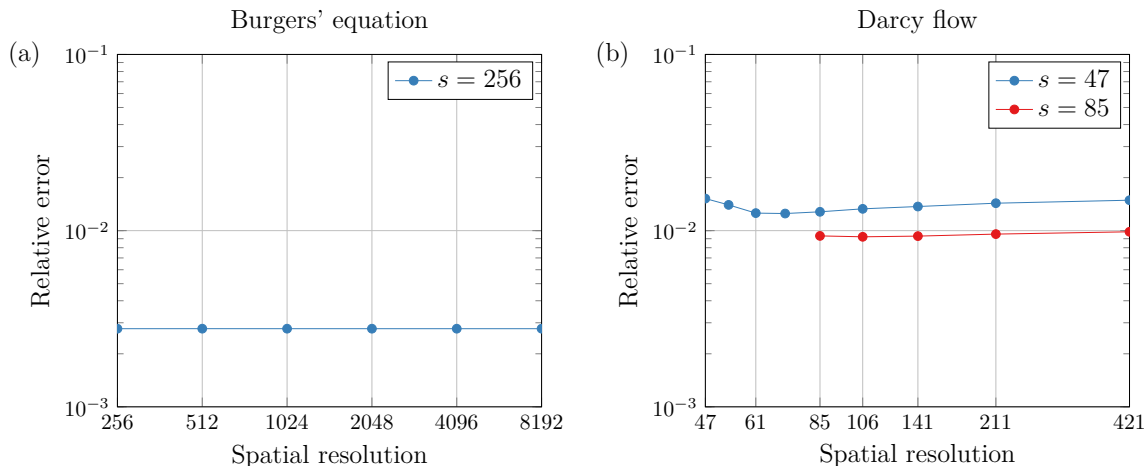 Burgers' equation
(a)
10^{-1}
10^{-2}
10^{-3}
Relative error
s = 256
256 512 1024 2048 4096 8192
Spatial resolution
Darcy flow
(b)
10^{-1}
10^{-2}
10^{-3}
Relative error
s = 47
s = 85
47 61 85 106 141 211 421
Spatial resolution